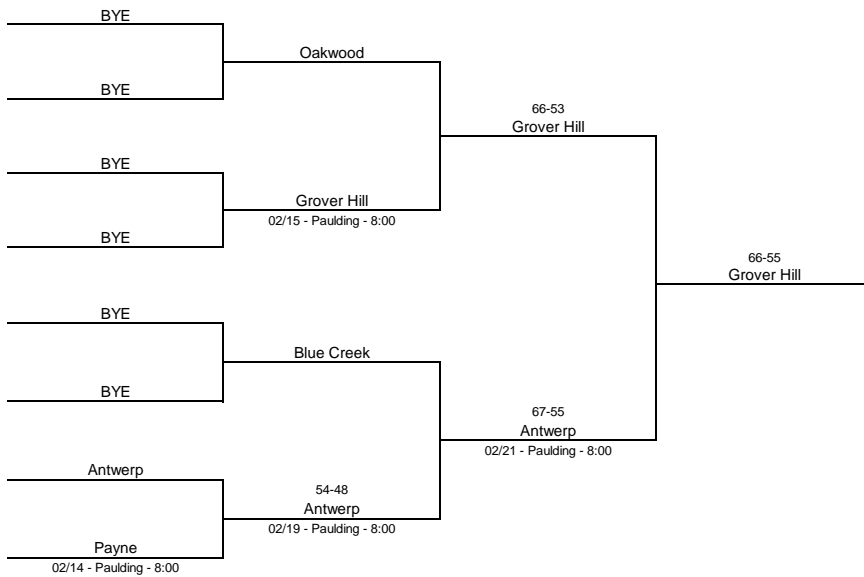 BYE
Oakwood
BYE
66-53
Grover Hill
BYE
Grover Hill
02/15 - Paulding - 8:00
BYE
66-55
Grover Hill
BYE
Blue Creek
BYE
67-55
Antwerp
02/21 - Paulding - 8:00
Antwerp
54-48
Antwerp
02/19 - Paulding - 8:00
Payne
02/14 - Paulding - 8:00